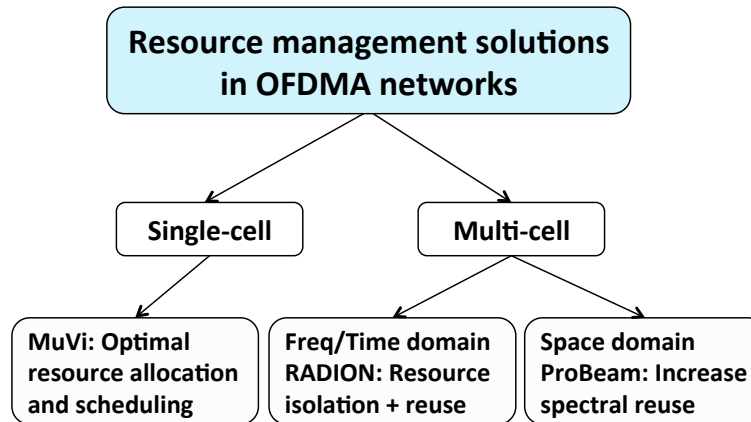 Resource management solutions
in OFDMA networks
Single-cell
Multi-cell
MuVi: Optimal
resource allocation
and scheduling
Freq/Time domain
RADION: Resource
isolation + reuse
Space domain
ProBeam: Increase
spectral reuse